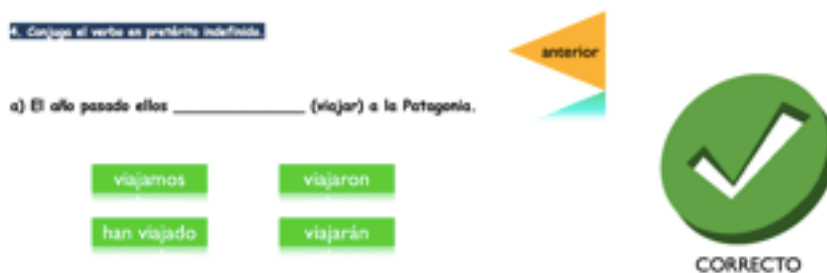 4. Conjuga el verbo en pretérito indefinido.
anterior
a) El año pasado ellos ______________ (viajar) a la Patagonia.
viajamos
viajaron
han viajado
viajarán
CORRECTO